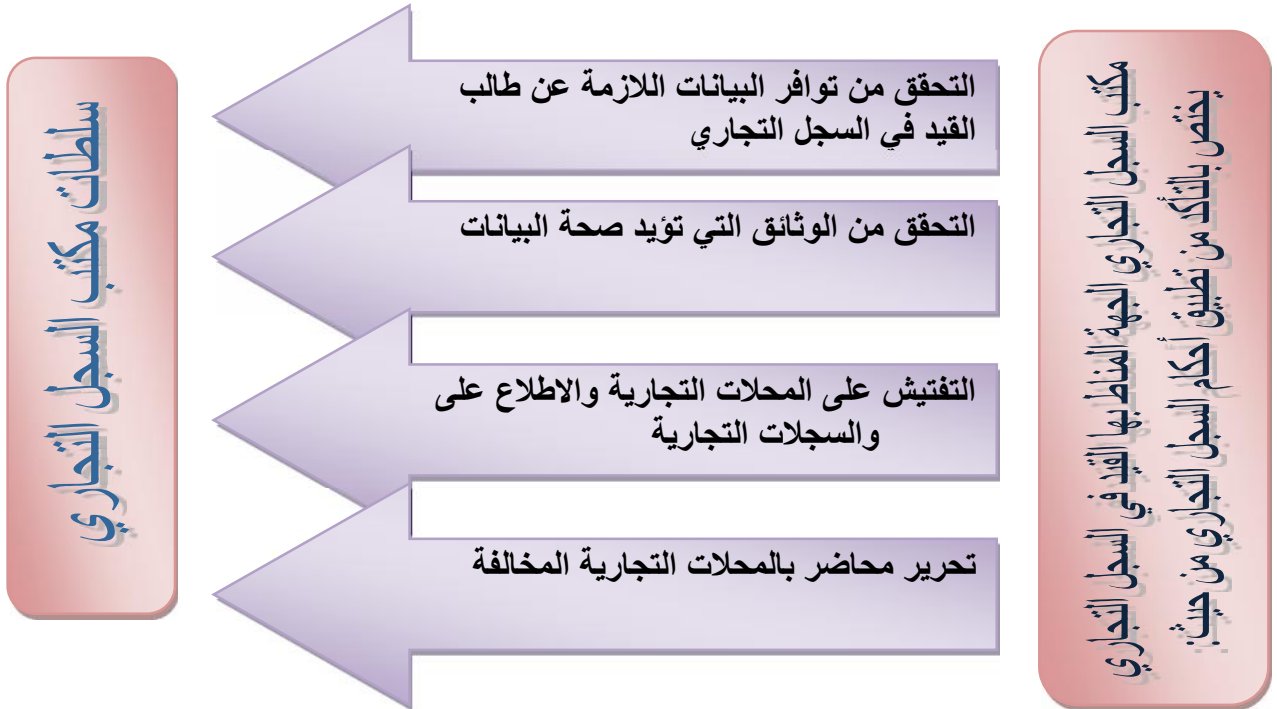 مكتب السجل التجاري الجهة المناط بها القيد في السجل التجاري
يختص بالتأكد من تطبيق أحكام السجل التجاري من حيث:
التحقق من توافر البيانات اللازمة عن طالب
القيد في السجل التجاري
التحقق من الوثائق التي تؤيد صحة البيانات
التفتيش على المحلات التجارية والاطلاع على
والسجلات التجارية
تحرير محاضر بالمحلات التجارية المخالفة
سلطات مكتب السجل التجاري